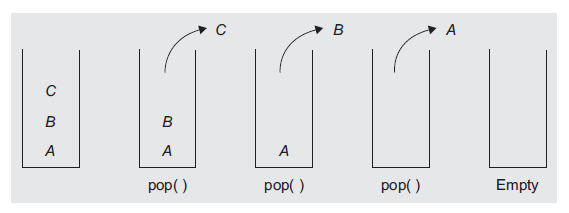 C B A
C
B B
A A A
pop( ) pop( ) pop( ) Empty